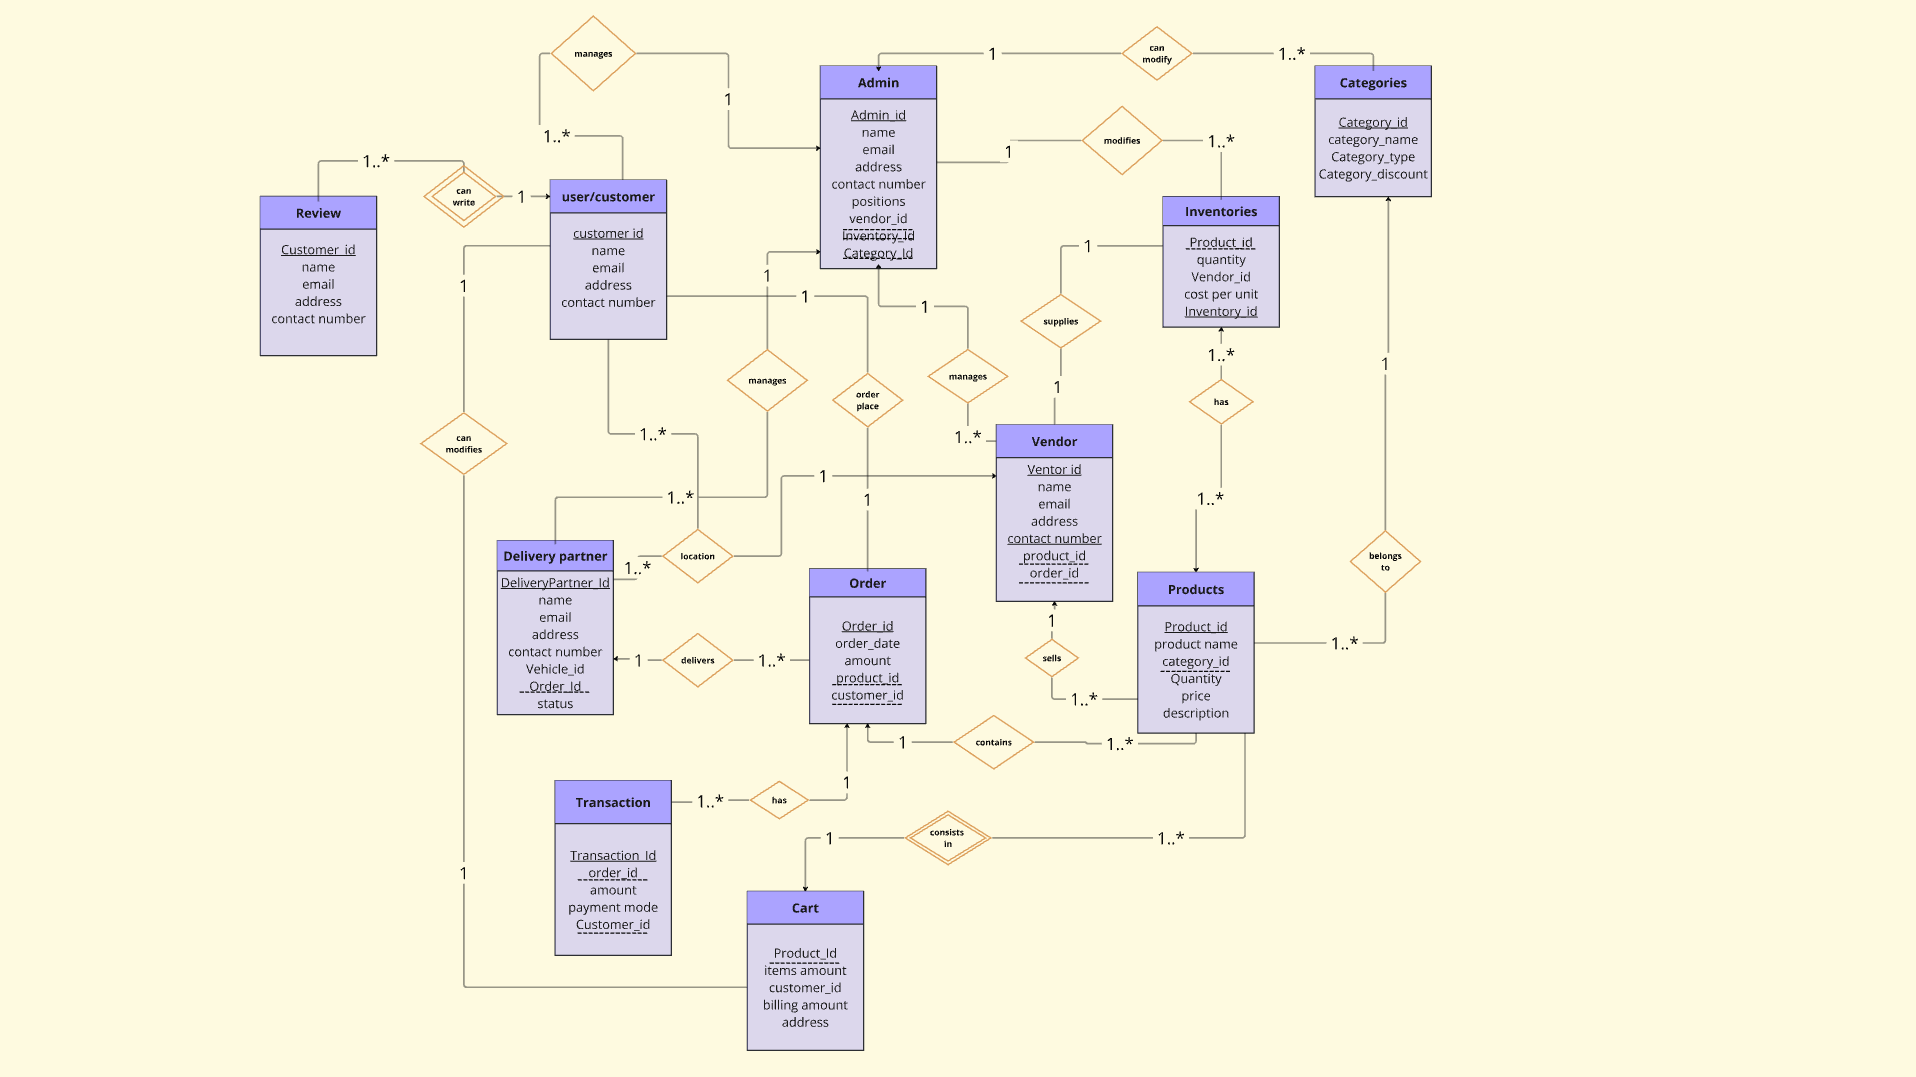 manages
1
1..*
can
modify
1
1..*
Admin
Admin_id
name
email
address
contact number
positions
vendor_id
Inventory_Id
Category_Id
Categories
Category_id
category_name
Category_type
Category_discount
modifies
1
1..*
1..*
can
write
1
Review
Customer_id
name
email
address
contact number
user/customer
customer id
name
email
address
contact number
Inventories
Product_id
quantity
Vendor_id
cost per unit
Inventory_id
1
can
modifies
1
1
manages
1..*
1
order
place
1
1
manages
1..*
1
supplies
1
1..*
has
1..*
1
belongs
to
1..*
1..*
location
1..*
1
Vendor
Ventor id
name
email
address
contact number
product_id
order_id
Delivery partner
DeliveryPartner_Id
name
email
address
contact number
Vehicle_id
Order_Id
status
1
delivers
1..*
Order
Order_id
order_date
amount
product_id
customer_id
1
sells
1..*
Products
Product_id
product name
category_id
Quantity
price
description
1
contains
1..*
Transaction
Transaction_Id
order_id
amount
payment mode
Customer_id
1..*
has
1
1
consists
in
1..*
Cart
Product_Id
items amount
customer_id
billing amount
address